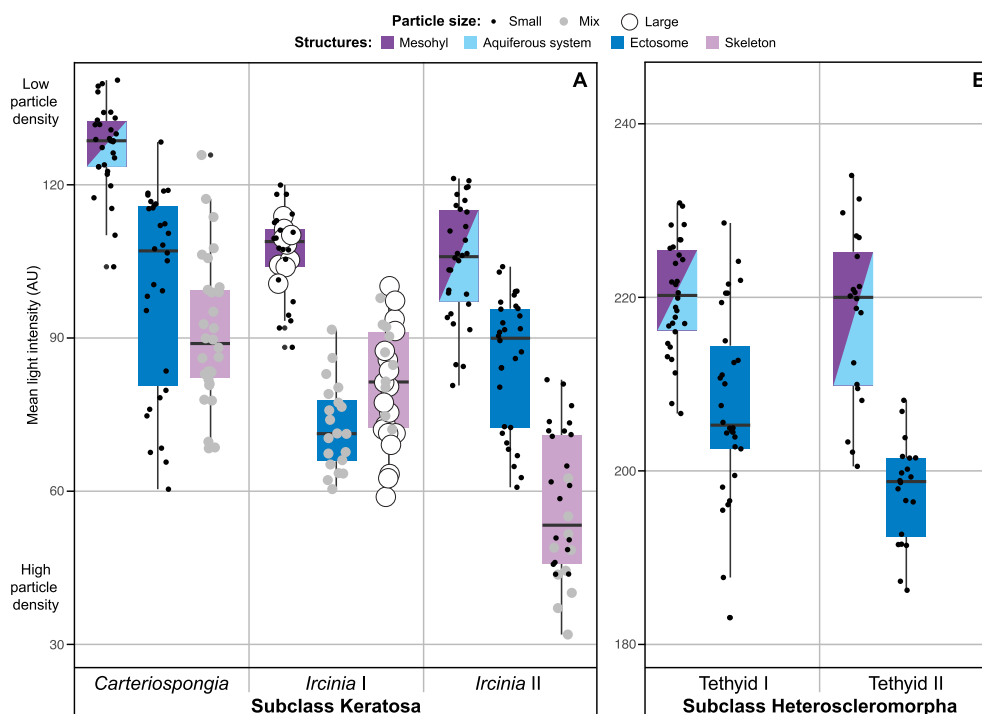 Particle size: Small Mix Large
Structures: Mesohyl Aquiferous system Ectosome Skeleton
A
B
Low
particle
density
High
particle
density
Mean light intensity (AU)
120
90
60
30
240
220
200
180
Carteriospongia Ircinia I Ircinia II
Subclass Keratosa
Tethyid I Tethyid II
Subclass Heteroscleromorpha